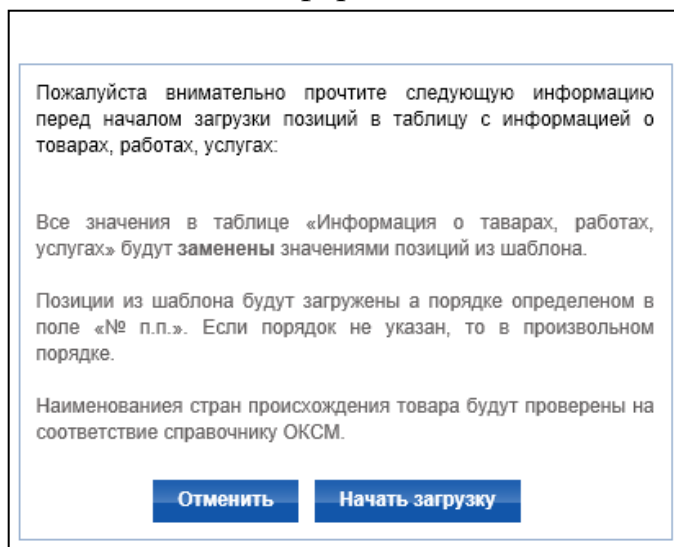 Пожалуйста внимательно прочтите следующую информацию
перед началом загрузки позиций в таблицу с информацией о
товарах, работах, услугах:
Все значения в таблице «Информация о таварах, работах,
услугах» будут заменены значениями позиций из шаблона.
Позиции из шаблона будут загружены а порядке определеном в
поле «№ п.п.». Если порядок не указан, то в произвольном
порядке.
Наименованиея стран происхождения товара будут проверены на
соответствие справочнику ОКСМ.
Отменить Начать загрузку